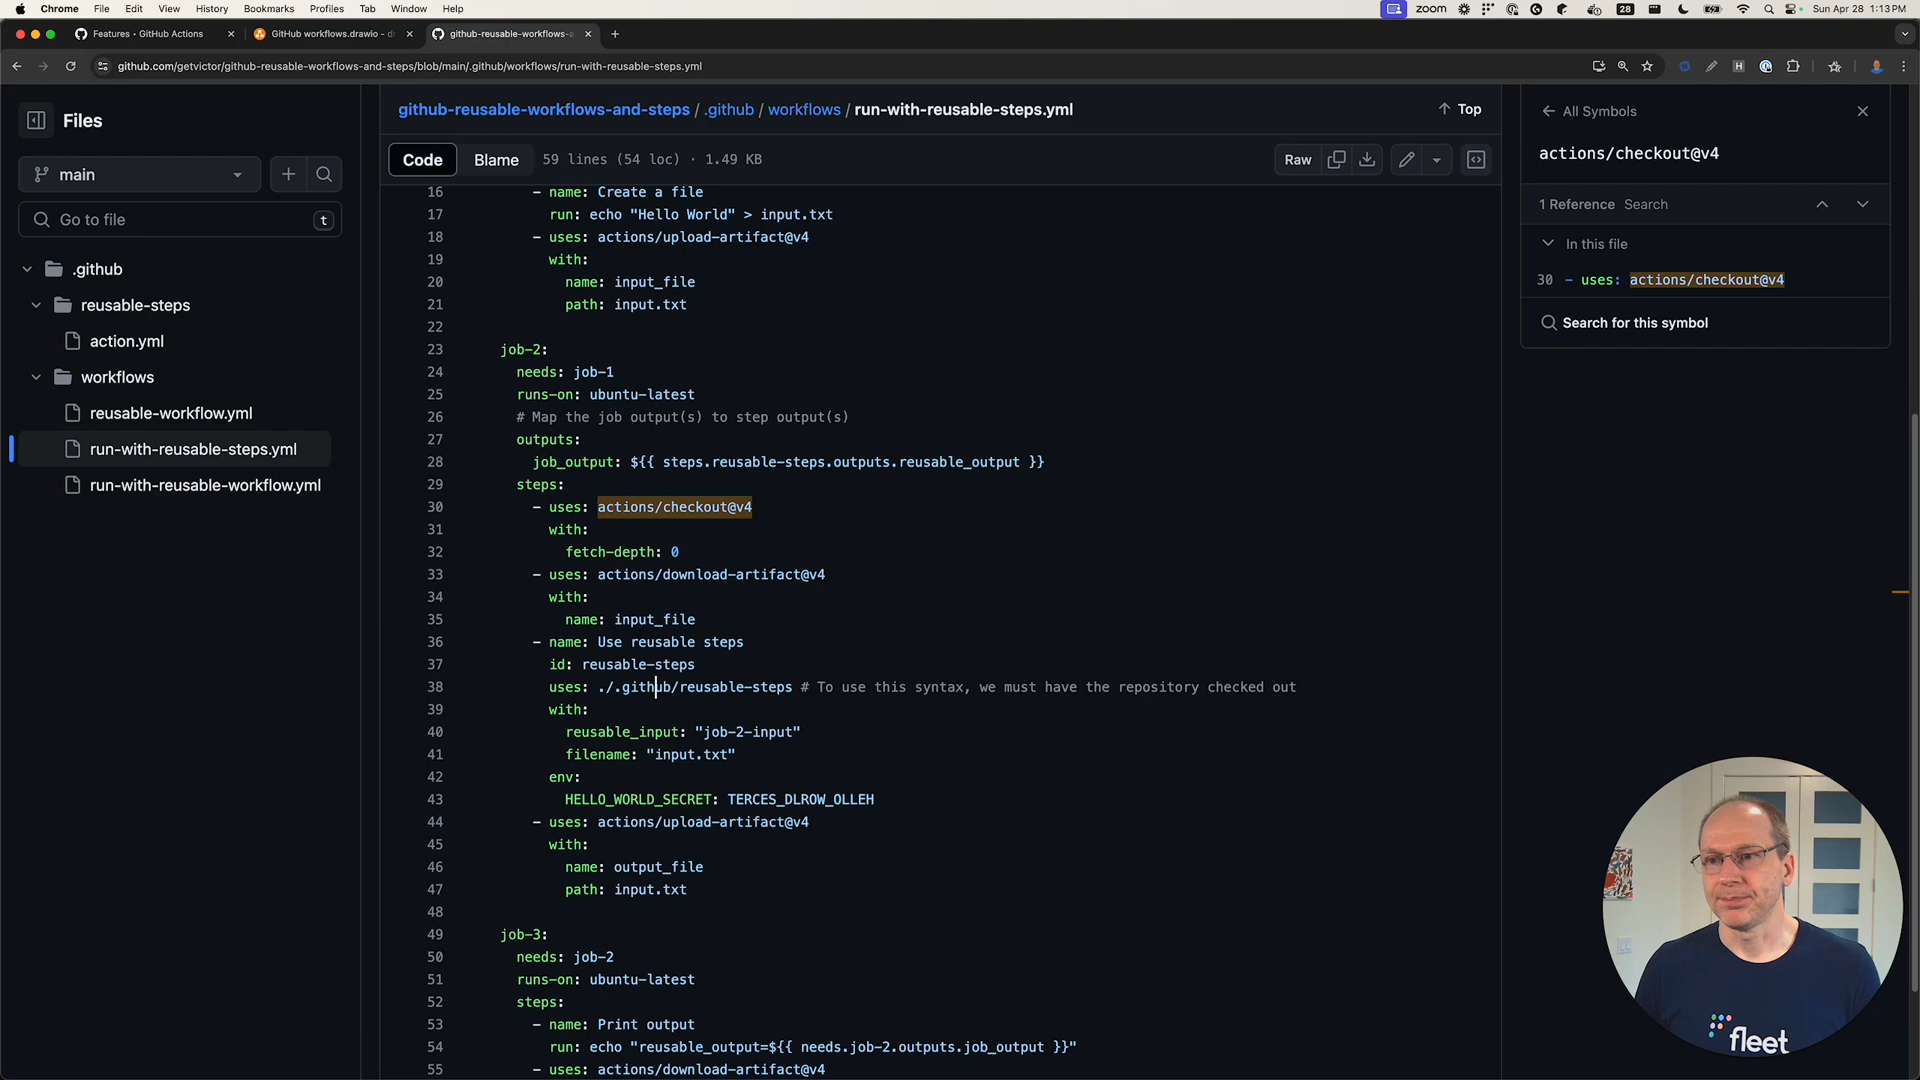 Chrome File Edit View History Bookmarks Profiles Tab Window Help
zoom 28 Sun Apr 28 1:13 PM
Features · GitHub Actions
GitHub workflows.drawio - d
github-reusable-workflows-a
github.com/getvictor/github-reusable-workflows-and-steps/blob/main/.github/workflows/run-with-reusable-steps.yml
Files
main
Go to file t
.github
reusable-steps
action.yml
workflows
reusable-workflow.yml
run-with-reusable-steps.yml
run-with-reusable-workflow.yml
github-reusable-workflows-and-steps / .github / workflows / run-with-reusable-steps.yml
Top
Code Blame 59 lines (54 loc) · 1.49 KB
Raw
16 - name: Create a file
17 run: echo "Hello World" > input.txt
18 - uses: actions/upload-artifact@v4
19 with:
20 name: input_file
21 path: input.txt
22
23 job-2:
24 needs: job-1
25 runs-on: ubuntu-latest
26 # Map the job output(s) to step output(s)
27 outputs:
28 job_output: ${{ steps.reusable-steps.outputs.reusable_output }}
29 steps:
30 - uses: actions/checkout@v4
31 with:
32 fetch-depth: 0
33 - uses: actions/download-artifact@v4
34 with:
35 name: input_file
36 - name: Use reusable steps
37 id: reusable-steps
38 uses: ./.github/reusable-steps # To use this syntax, we must have the repository checked out
39 with:
40 reusable_input: "job-2-input"
41 filename: "input.txt"
42 env:
43 HELLO_WORLD_SECRET: TERCES_DLROW_OLLEH
44 - uses: actions/upload-artifact@v4
45 with:
46 name: output_file
47 path: input.txt
48
49 job-3:
50 needs: job-2
51 runs-on: ubuntu-latest
52 steps:
53 - name: Print output
54 run: echo "reusable_output=${{ needs.job-2.outputs.job_output }}"
55 - uses: actions/download-artifact@v4
All Symbols
actions/checkout@v4
1 Reference Search
In this file
30 - uses: actions/checkout@v4
Search for this symbol
fleet